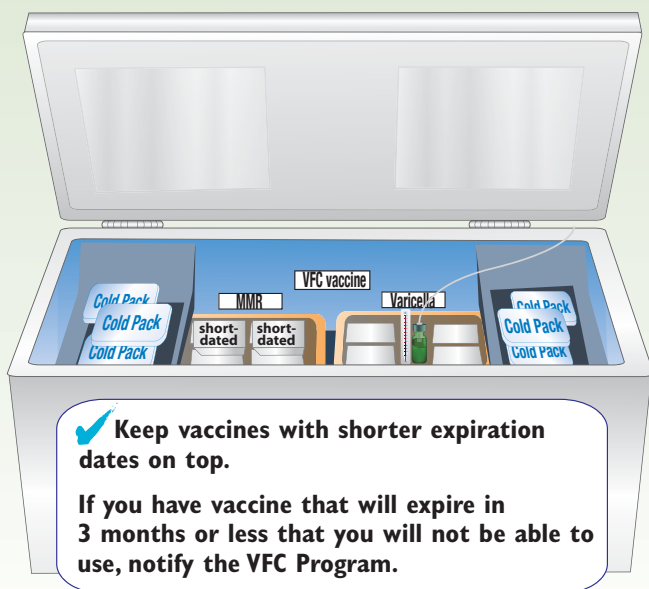 VFC vaccine
MMR
Varicella
Cold Pack
Cold Pack
Cold Pack
short-
dated
short-
dated
Cold Pack
Cold Pack
Cold Pack
Keep vaccines with shorter expiration
dates on top.
If you have vaccine that will expire in
3 months or less that you will not be able to
use, notify the VFC Program.